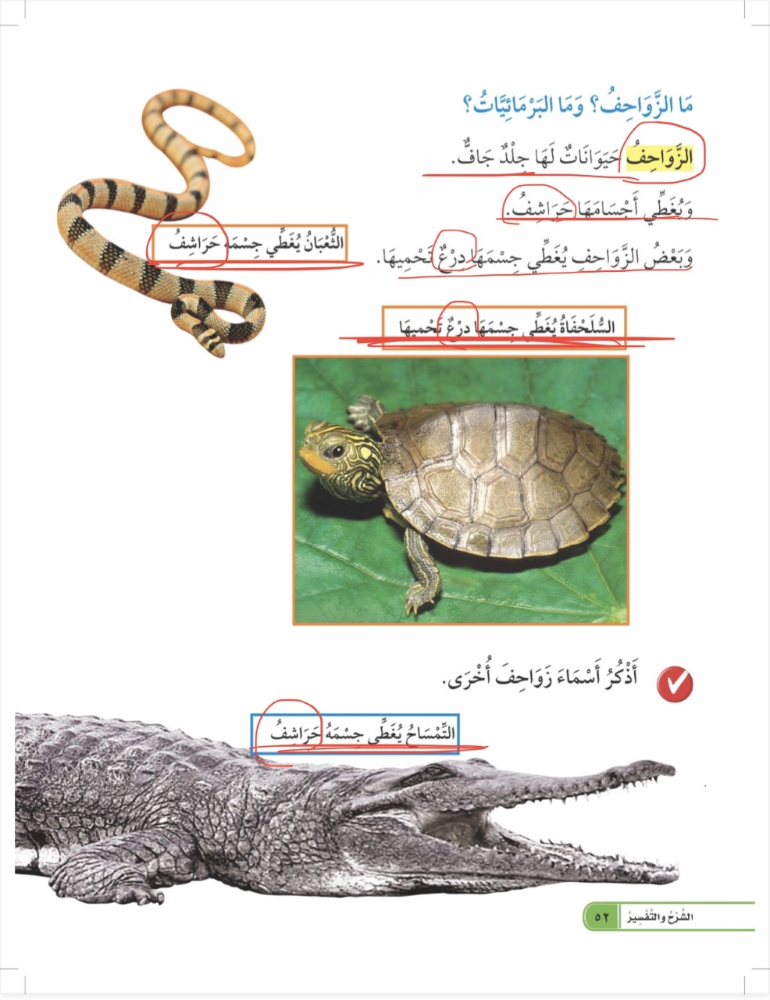 مَا الزَّوَاحِفُ؟ وَمَا البَرْمَائِيَّاتُ؟
الزَّوَاحِفُ حَيَوَانَاتٌ لَهَا جِلْدٌ جَافٌّ.
وَيُغَطِّي أَجْسَامَهَا حَرَاشِفُ.
وَبَعْضُ الزَّوَاحِفِ يُغَطِّي جِسْمَهَا دِرْعٌ تَحْمِيهَا.
الثُّعْبَانُ يُغَطِّي جِسْمَه حَرَاشِفُ
السُّلَحْفَاةُ يُغَطِّي جِسْمَهَا دِرْعٌ تَحْمِيهَا
أَذْكُرُ أَسْمَاءَ زَوَاحِفَ أُخْرَى.
التِّمْسَاحُ يُغَطِّي جِسْمَهُ حَرَاشِفُ
الشَّرْحُ والتَّفْسِيرُ ٥٢